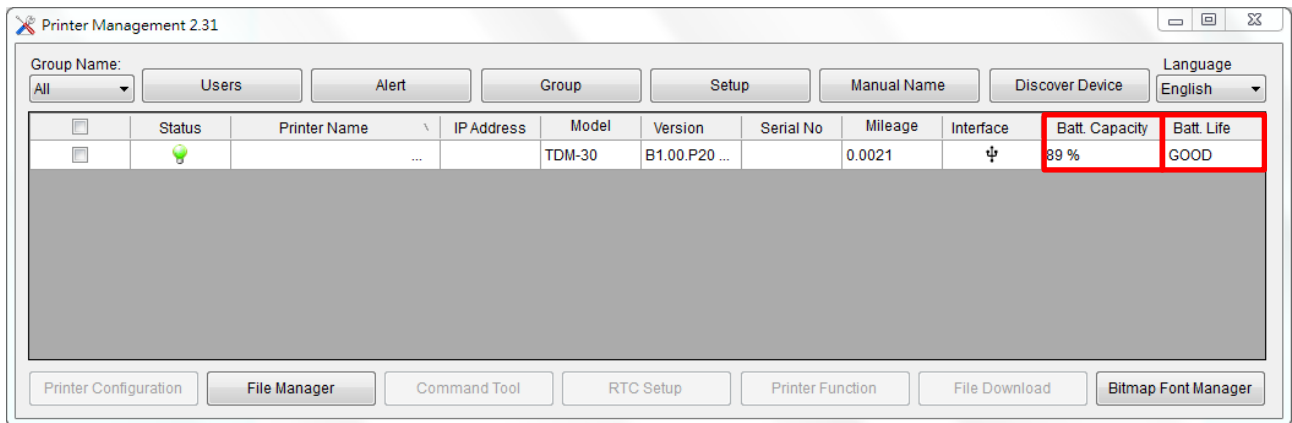 Printer Management 2.31
Group Name: Language
All Users Alert Group Setup Manual Name Discover Device English
Status Printer Name IP Address Model Version Serial No Mileage Interface Batt. Capacity Batt. Life
... TDM-30 B1.00.P20 ... 0.0021 89 % GOOD
Printer Configuration File Manager Command Tool RTC Setup Printer Function File Download Bitmap Font Manager